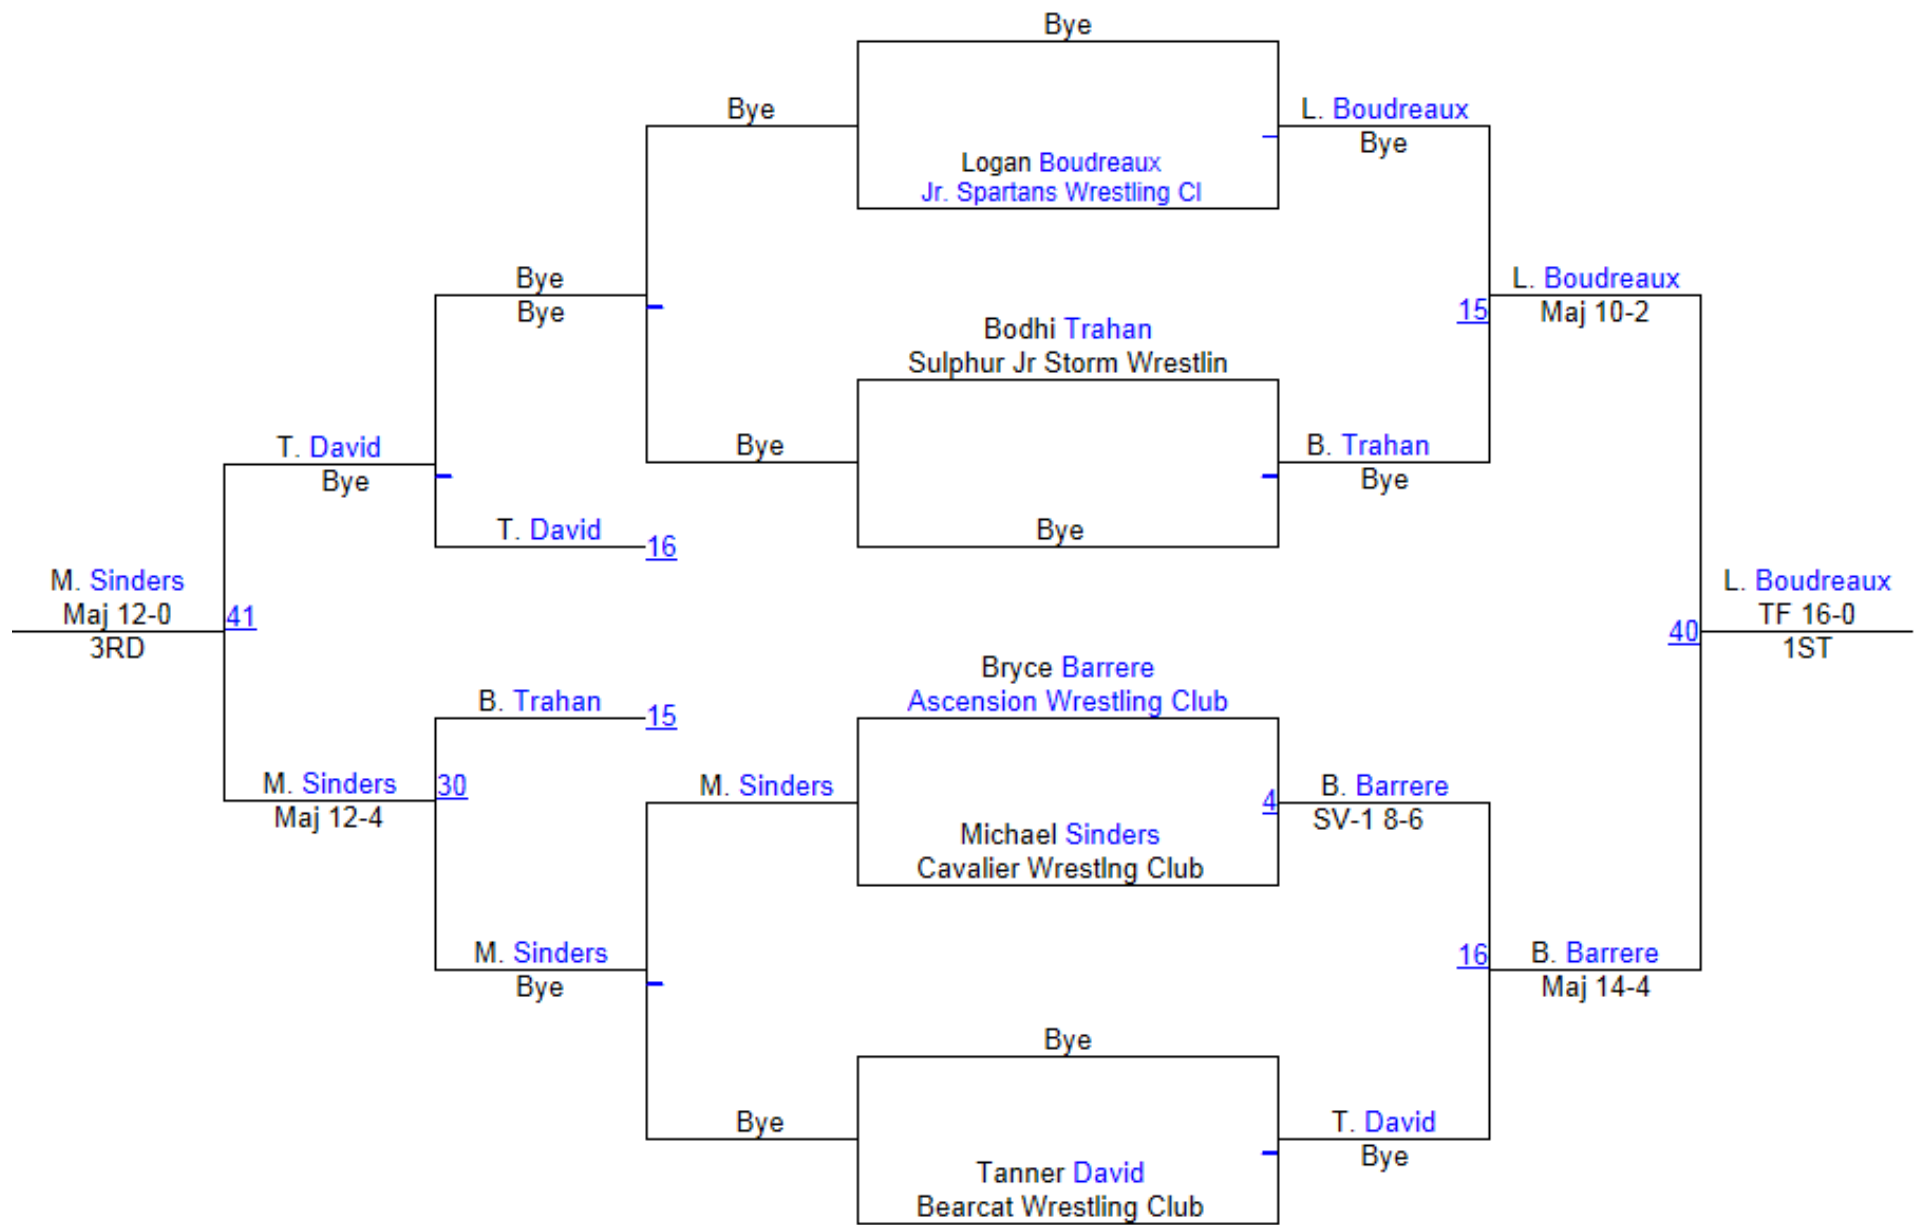 Bye
Bye
L. Boudreaux
Bye
Logan Boudreaux
Jr. Spartans Wrestling Cl
Bye
Bye
L. Boudreaux
15
Maj 10-2
Bodhi Trahan
Sulphur Jr Storm Wrestlin
T. David
Bye
Bye
B. Trahan
Bye
T. David
16
Bye
M. Sinders
Maj 12-0
41
3RD
L. Boudreaux
TF 16-0
40
1ST
Bryce Barrere
Ascension Wrestling Club
B. Trahan
15
M. Sinders
30
Maj 12-4
M. Sinders
4
B. Barrere
SV-1 8-6
Michael Sinders
Cavalier Wrestlng Club
M. Sinders
Bye
16
B. Barrere
Maj 14-4
Bye
Bye
T. David
Bye
Tanner David
Bearcat Wrestling Club